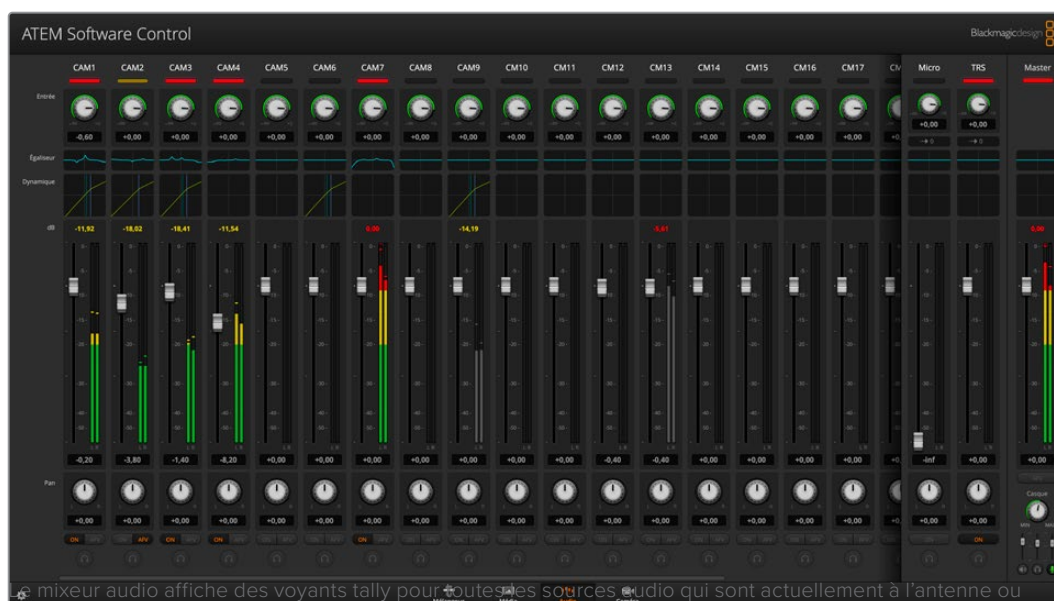 ATEM Software Control
Blackmagicdesign
CAM1 CAM2 CAM3 CAM4 CAM5 CAM6 CAM7 CAM8 CAM9 CM10 CM11 CM12 CM13 CM14 CM15 CM16 CM17 CM Micro TRS Master
Entrée
-0,60 +0,00 +0,00 +0,00 +0,00 +0,00 +0,00 +0,00 +0,00 +0,00 +0,00 +0,00 +0,00 +0,00 +0,00 +0,00 +0,00 +0, +0,00 +0,00
Égaliseur
Dynamique
dB
-11,92 -18,02 -18,41 -11,54 0,00 -14,19 -5,61 0,00
-0,20 -3,80 -1,40 -8,20 +0,00 +0,00 +0,00 +0,00 +0,00 +0,00 +0,00 -0,40 -0,40 +0,00 +0,00 +0,00 +0,00 +0, -inf +0,00 +0,00
Pan
Casque
+0,00 +0,00 +0,00 +0,00 +0,00 +0,00 +0,00 +0,00 +0,00 +0,00 +0,00 +0,00 +0,00 +0,00 +0,00 +0,00 +0,00 +0, +0,00 +0,00
MIN
ON AFV ON ON ON ON
mixeur audio affiche des voyants tally pour toutes les sources audio qui sont actuellement à l'antenne ou